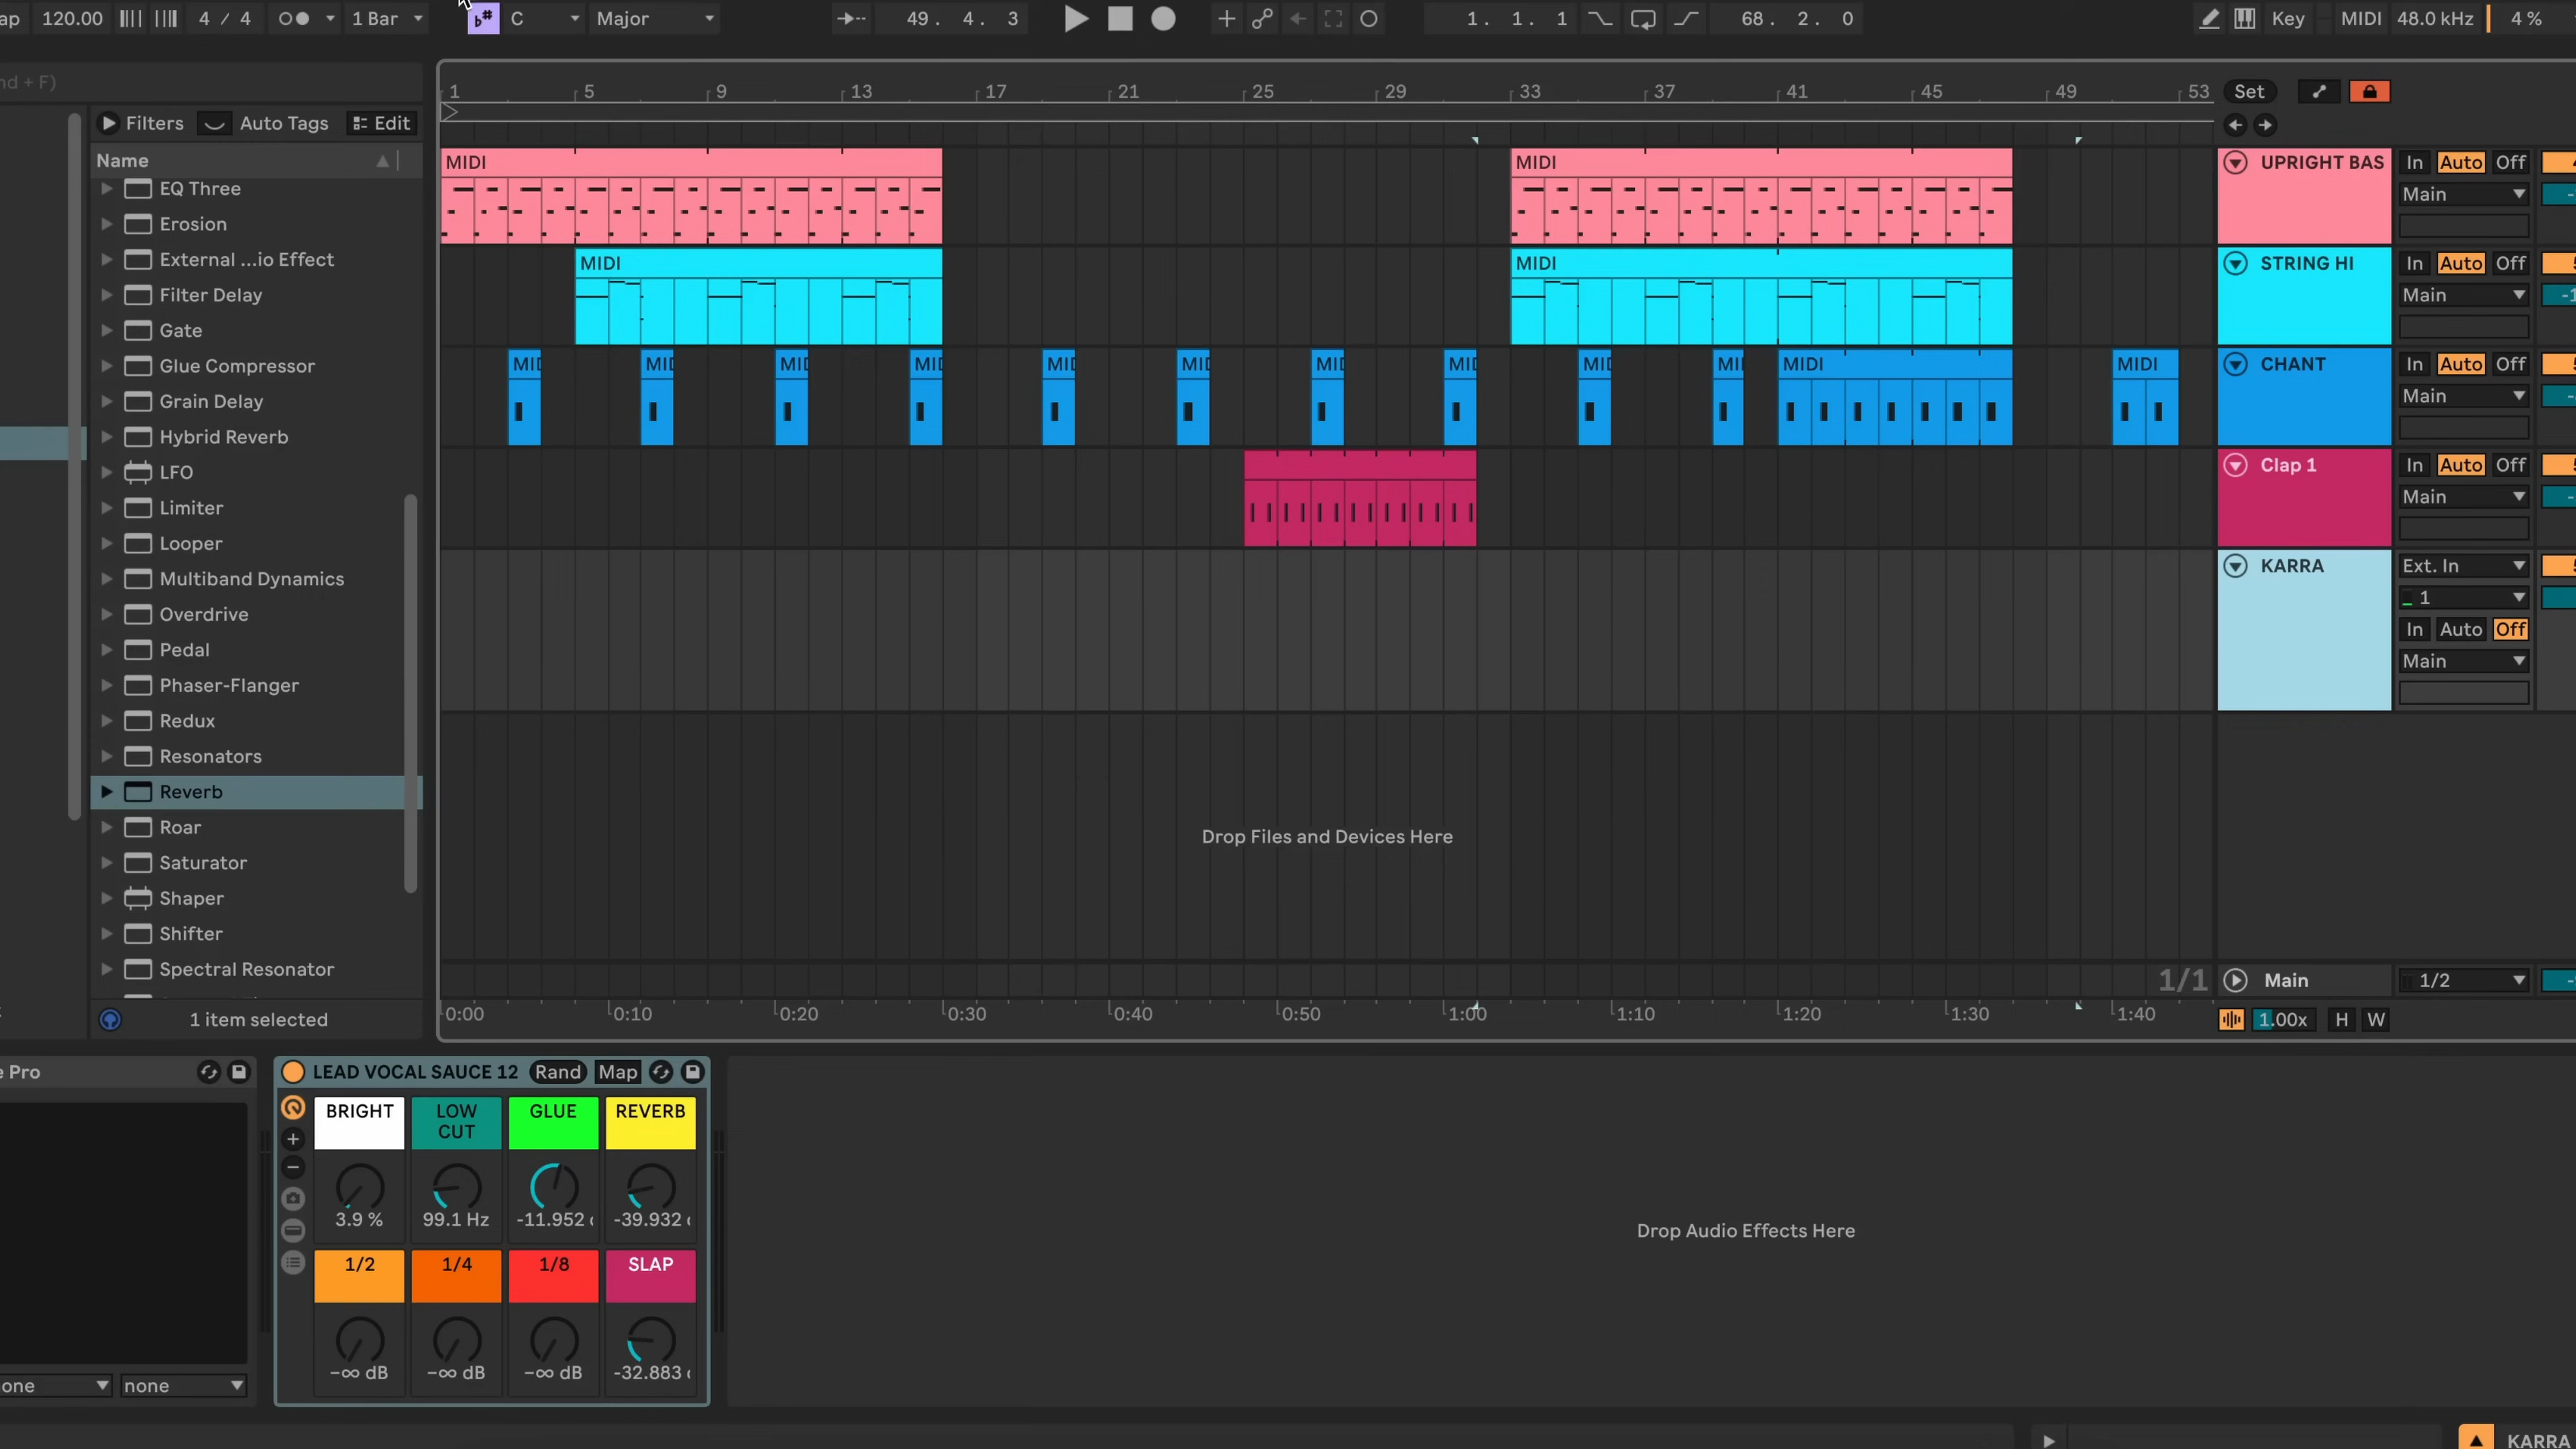 ap 120.00 4 / 4 1 Bar C Major 49. 4. 3 1. 1. 1 68. 2. 0 Key MIDI 48.0 kHz 4 %
nd + F)
1 5 9 13 17 21 25 29 33 37 41 45 49 53 Set
Filters Auto Tags Edit
Name
EQ Three
Erosion
External ...io Effect
Filter Delay
Gate
Glue Compressor
Grain Delay
Hybrid Reverb
LFO
Limiter
Looper
Multiband Dynamics
Overdrive
Pedal
Phaser-Flanger
Redux
Resonators
Reverb
Roar
Saturator
Shaper
Shifter
Spectral Resonator
1 item selected
MIDI MIDI UPRIGHT BAS In Auto Off
Main
MIDI MIDI STRING HI In Auto Off
Main
MID MID MID MID MID MID MID MID MID MID MIDI MIDI CHANT In Auto Off
Main
Clap 1 In Auto Off
Main
KARRA Ext. In
1
In Auto Off
Main
Drop Files and Devices Here
1/1 Main 1/2
0:00 0:10 0:20 0:30 0:40 0:50 1:00 1:10 1:20 1:30 1:40 1.00x H W
e Pro LEAD VOCAL SAUCE 12 Rand Map
BRIGHT LOW CUT GLUE REVERB
3.9 % 99.1 Hz -11.952 -39.932
1/2 1/4 1/8 SLAP
-∞ dB -∞ dB -∞ dB -32.883
one none
Drop Audio Effects Here
KARRA